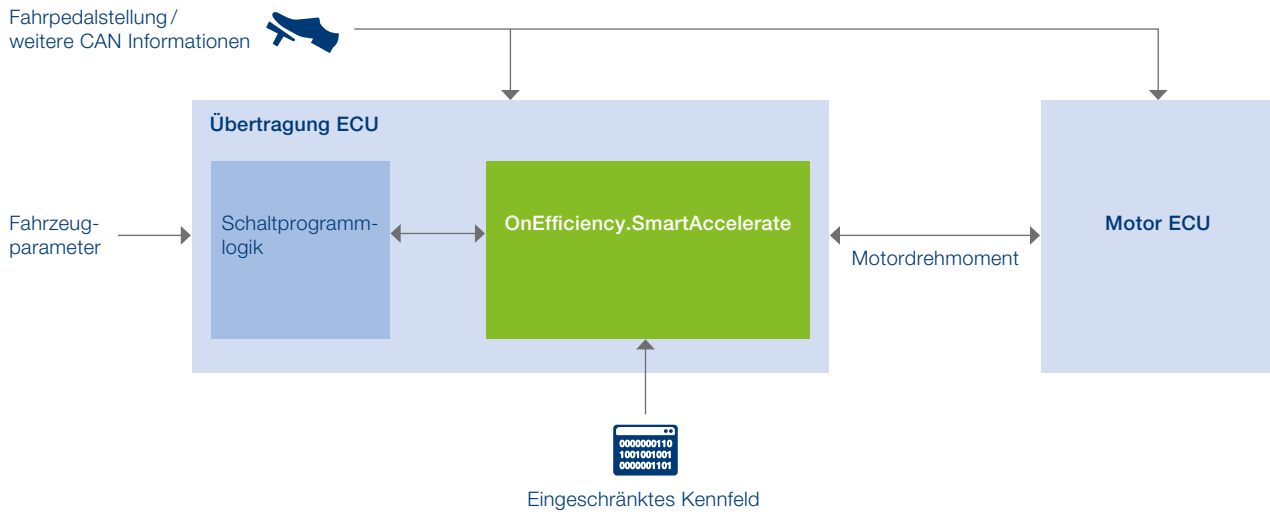 Fahrpedalstellung /
weitere CAN Informationen
Übertragung ECU
Fahrzeug-
parameter
Schaltprogramm-
logik
OnEfficiency.SmartAccelerate
Motordrehmoment
Motor ECU
0000000110
1001001001
0000001101
Eingeschränktes Kennfeld